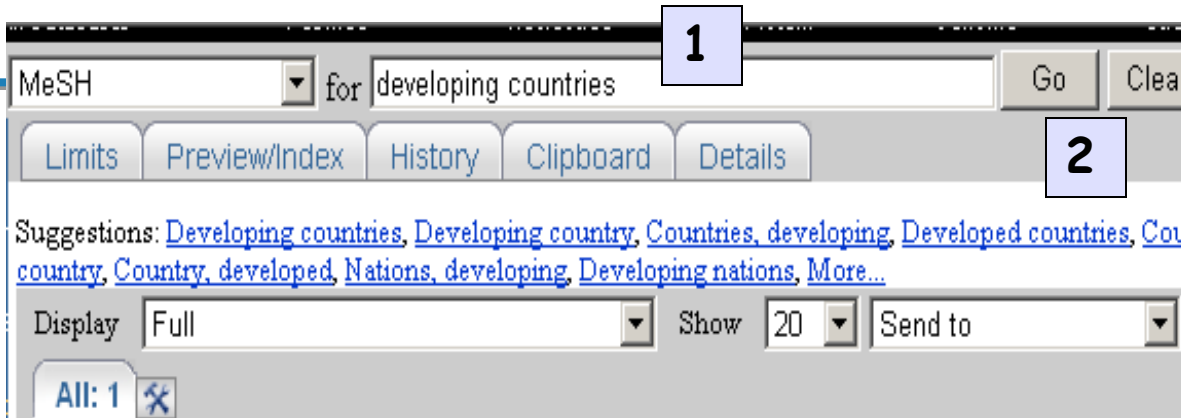 1
MeSH for developing countries Go Clea
Limits Preview/Index History Clipboard Details
2
Suggestions: Developing countries, Developing country, Countries, developing, Developed countries, Cou
country, Country, developed, Nations, developing, Developing nations, More...
Display Full Show 20 Send to
All: 1